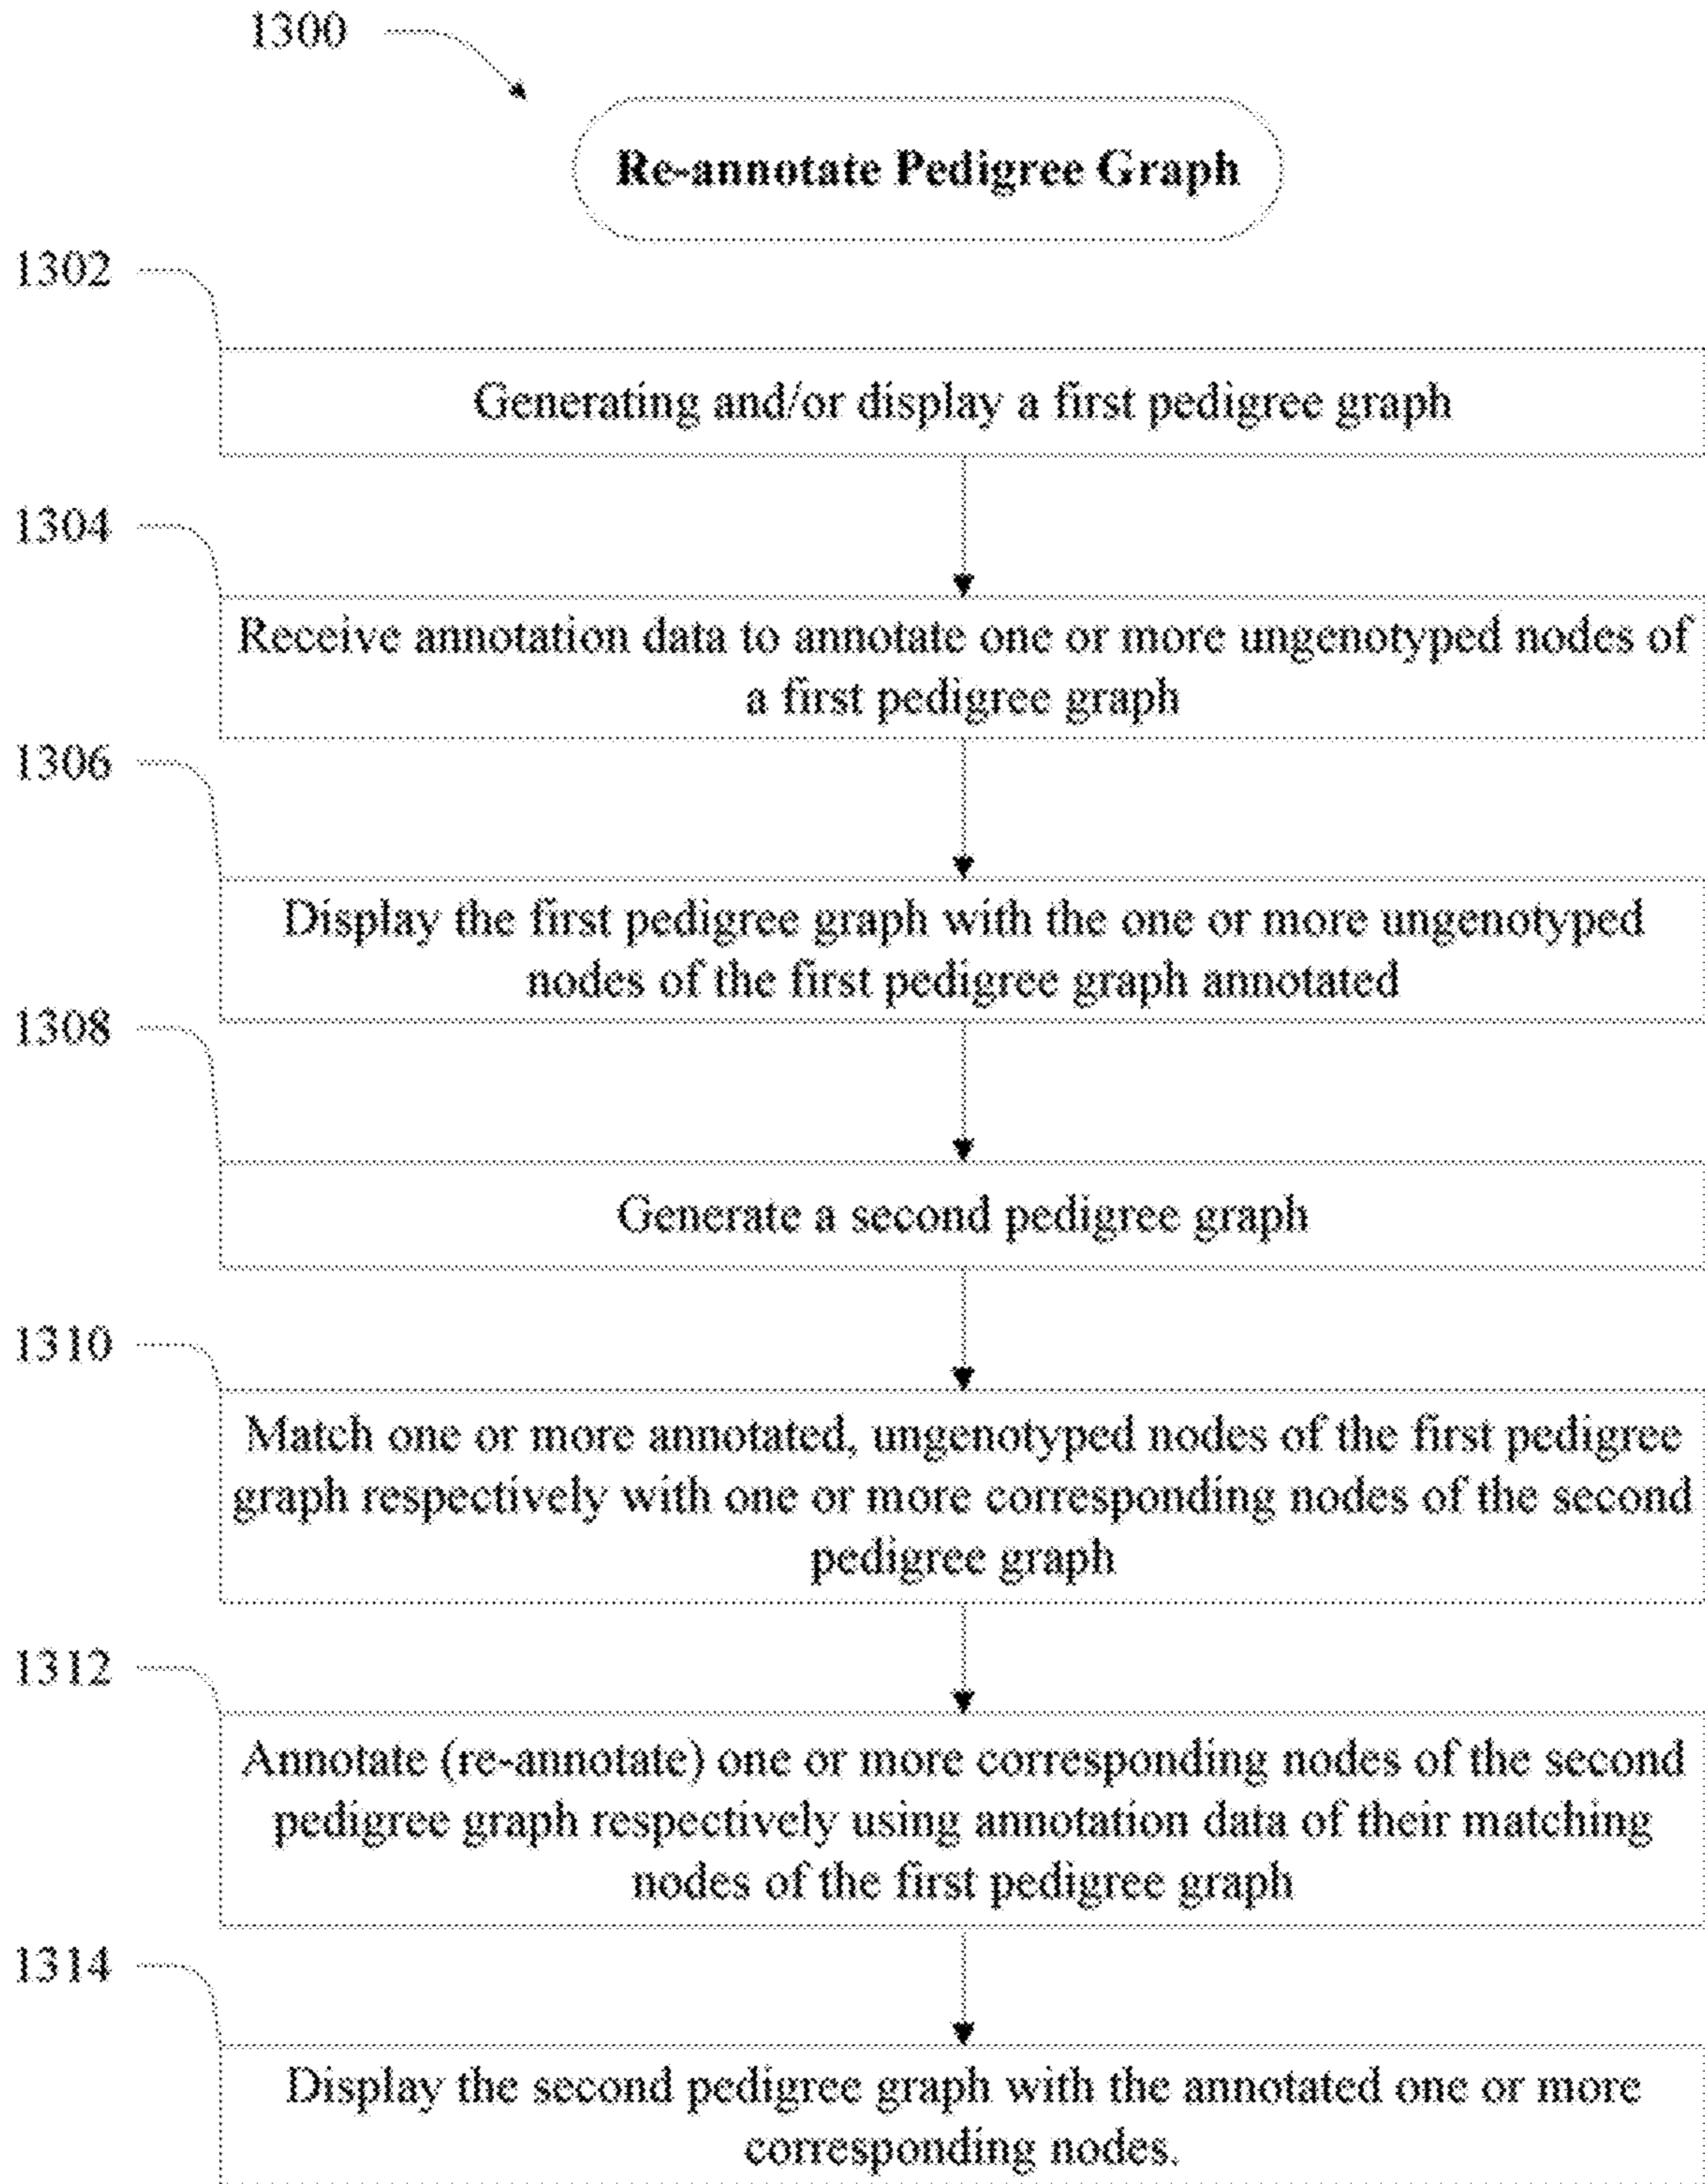 1300
Re-annotate Pedigree Graph
1302
Generating and/or display a first pedigree graph
1304
Receive annotation data to annotate one or more ungenotyped nodes of
a first pedigree graph
1306
Display the first pedigree graph with the one or more ungenotyped
nodes of the first pedigree graph annotated
1308
Generate a second pedigree graph
1310
Match one or more annotated, ungenotyped nodes of the first pedigree
graph respectively with one or more corresponding nodes of the second
pedigree graph
1312
Annotate (re-annotate) one or more corresponding nodes of the second
pedigree graph respectively using annotation data of their matching
nodes of the first pedigree graph
1314
Display the second pedigree graph with the annotated one or more
corresponding nodes.